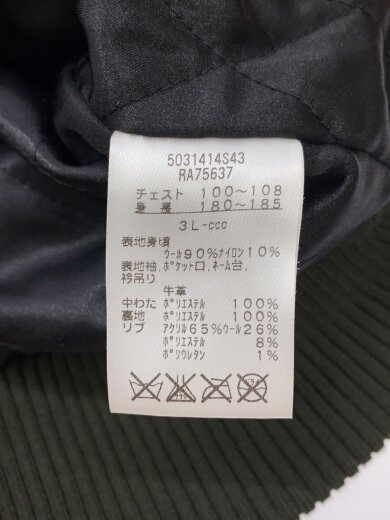 5031414S43
RA75637
チェスト 100～108
身長 180～185
3L-ccc
表地身頃
ウール90%ナイロン10%
表地袖．ポケット口．ネーム台．
衿吊り
牛革
中わた ポリエステル 100%
裏地 ポリエステル 100%
リブ アクリル65%ウール26%
ポリエステル 8%
ポリウレタン 1%